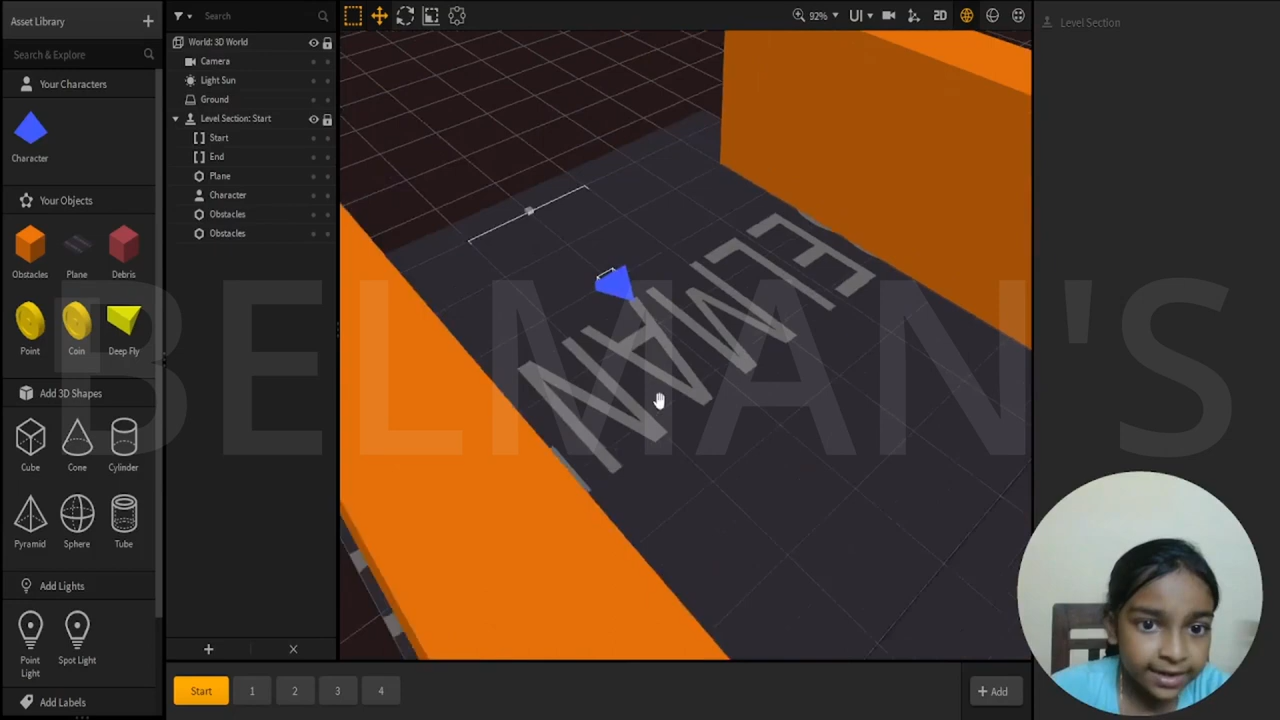 Asset Library +
Search & Explore
Your Characters
Character
Your Objects
Obstacles Plane Debris
Point Coin Deep Fly
Add 3D Shapes
Cube Cone Cylinder
Pyramid Sphere Tube
Add Lights
Point Light Spot Light
Add Labels
Search
World: 3D World
Camera
Light Sun
Ground
Level Section: Start
Start
End
Plane
Character
Obstacles
Obstacles
92% UI 2D
Level Section
BELMAN'S
Start 1 2 3 4 + Add